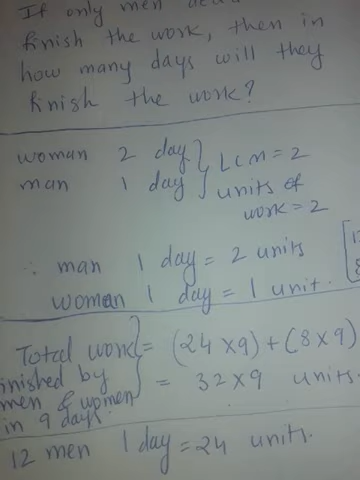 If only men
finish the work, then in
how many days will they
finish the work?
woman 2 day } LCM = 2
man 1 day } units of
work = 2
∴ man 1 day = 2 units
woman 1 day = 1 unit.
Total work } = (24 × 9) + (8 × 9)
inished by
men & women } = 32 × 9 units
in 9 days
12 men 1 day = 24 units.